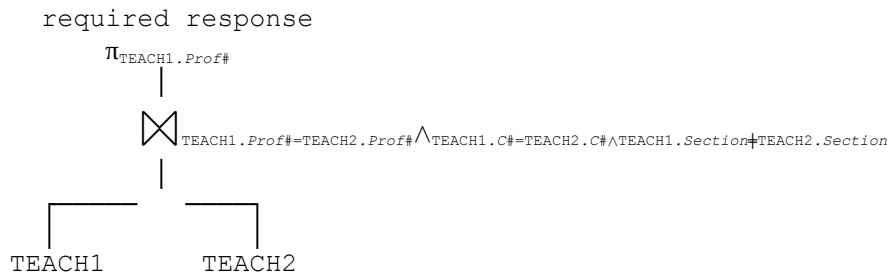 required response
πTEACH1.Prof#
⋈TEACH1.Prof#=TEACH2.Prof#∧TEACH1.C#=TEACH2.C#∧TEACH1.Section≠TEACH2.Section
TEACH1 TEACH2